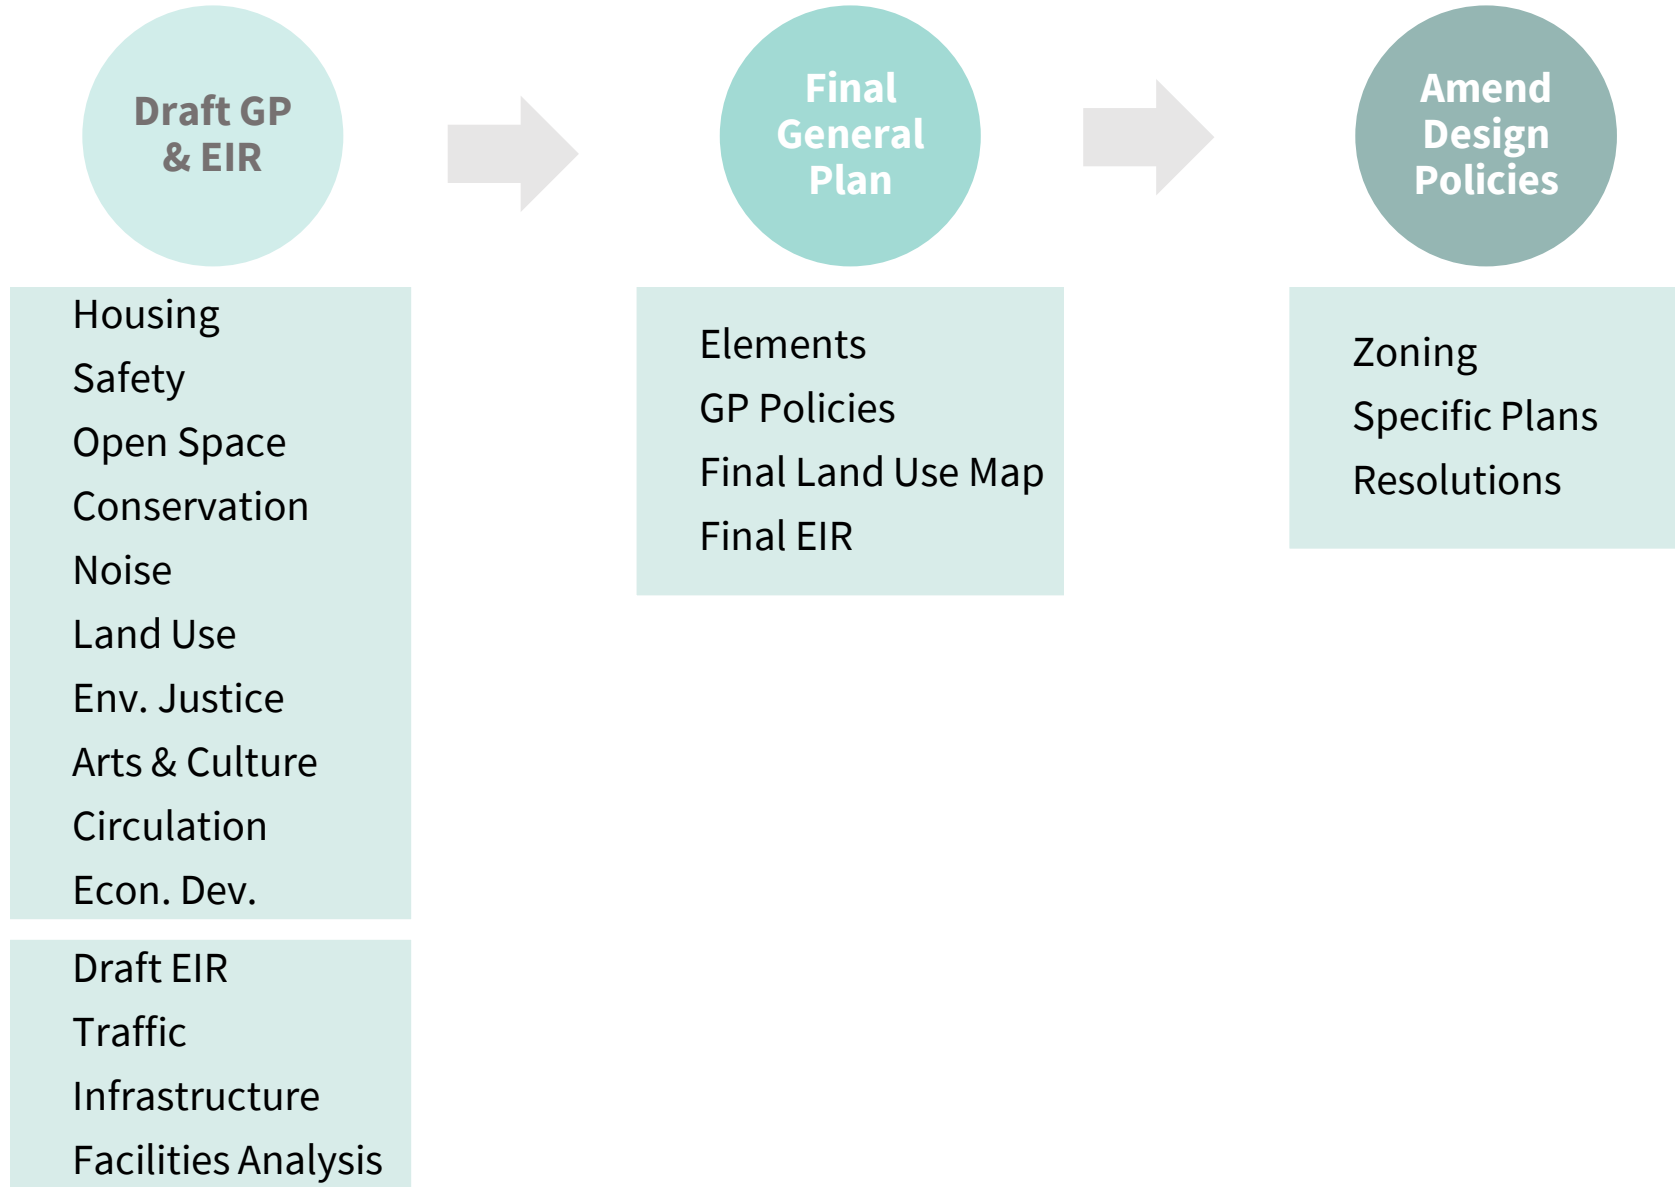 Draft GP
& EIR
Housing
Safety
Open Space
Conservation
Noise
Land Use
Env. Justice
Arts & Culture
Circulation
Econ. Dev.
Draft EIR
Traffic
Infrastructure
Facilities Analysis
Final
General
Plan
Elements
GP Policies
Final Land Use Map
Final EIR
Amend
Design
Policies
Zoning
Specific Plans
Resolutions